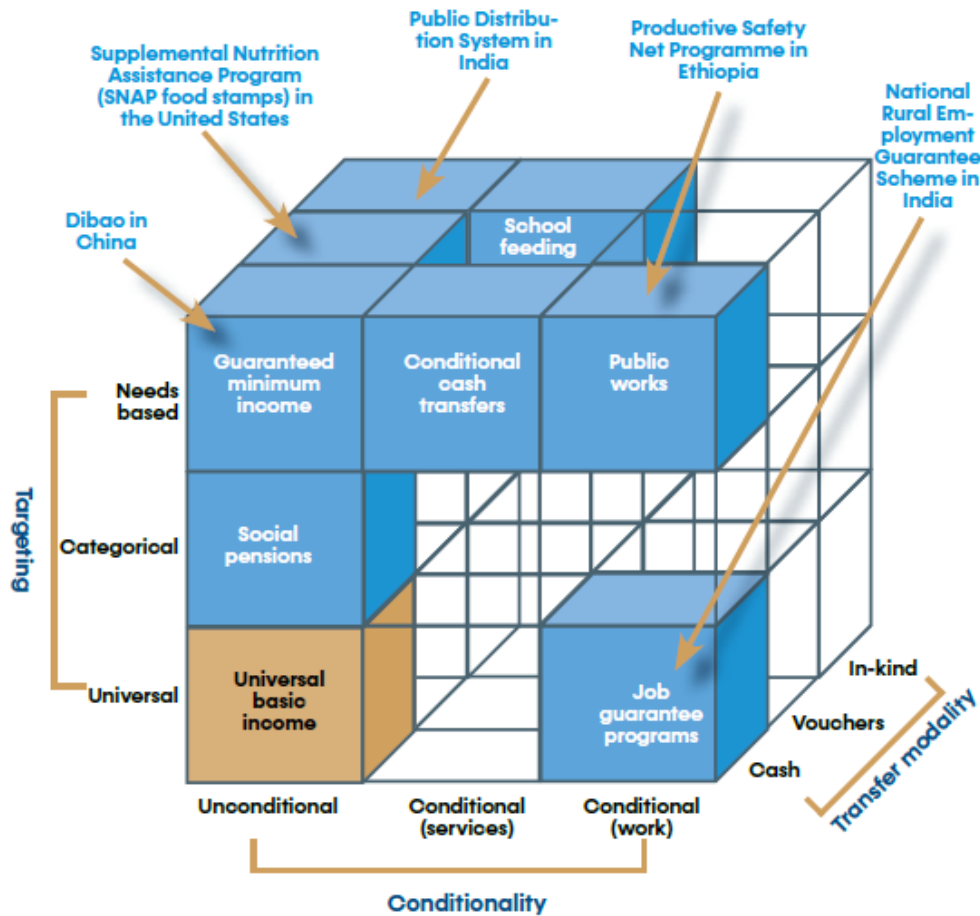 Public Distribu-
tion System in
India
Productive Safety
Net Programme in
Ethiopia
Supplemental Nutrition
Assistance Program
(SNAP food stamps) in
the United States
National
Rural Em-
ployment
Guarantee
Scheme in
India
Dibao in
China
School
feeding
Guaranteed
minimum
income
Conditional
cash
transfers
Public
works
Needs
based
Targeting
Categorical
Social
pensions
Universal
Universal
basic
income
Job
guarantee
programs
In-kind
Vouchers
Cash
Transfer modality
Unconditional
Conditional
(services)
Conditional
(work)
Conditionality